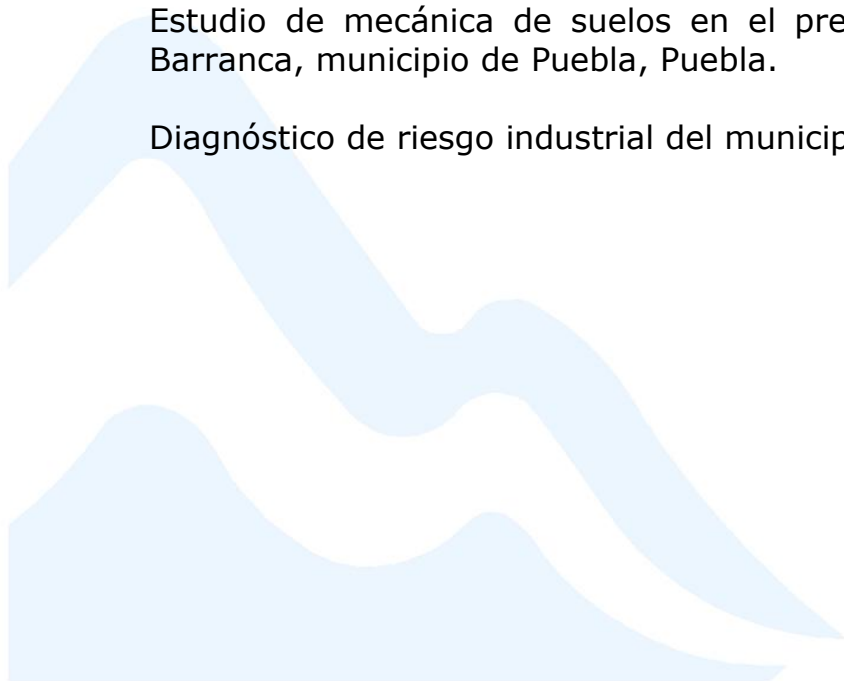 Estudio de mecánica de suelos en el pre
Barranca, municipio de Puebla, Puebla.
Diagnóstico de riesgo industrial del municip